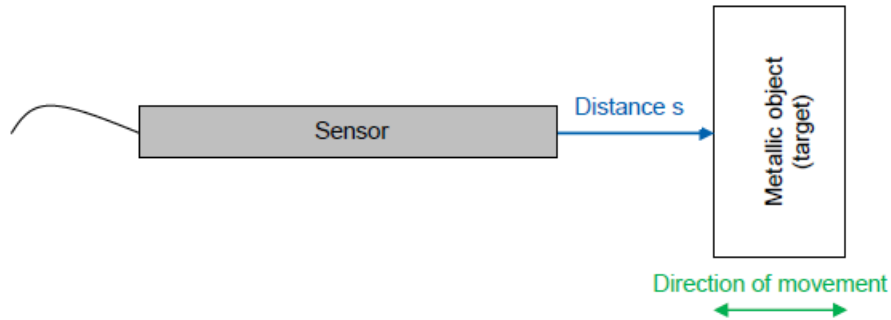 Sensor
Distance s
Metallic object
(target)
Direction of movement